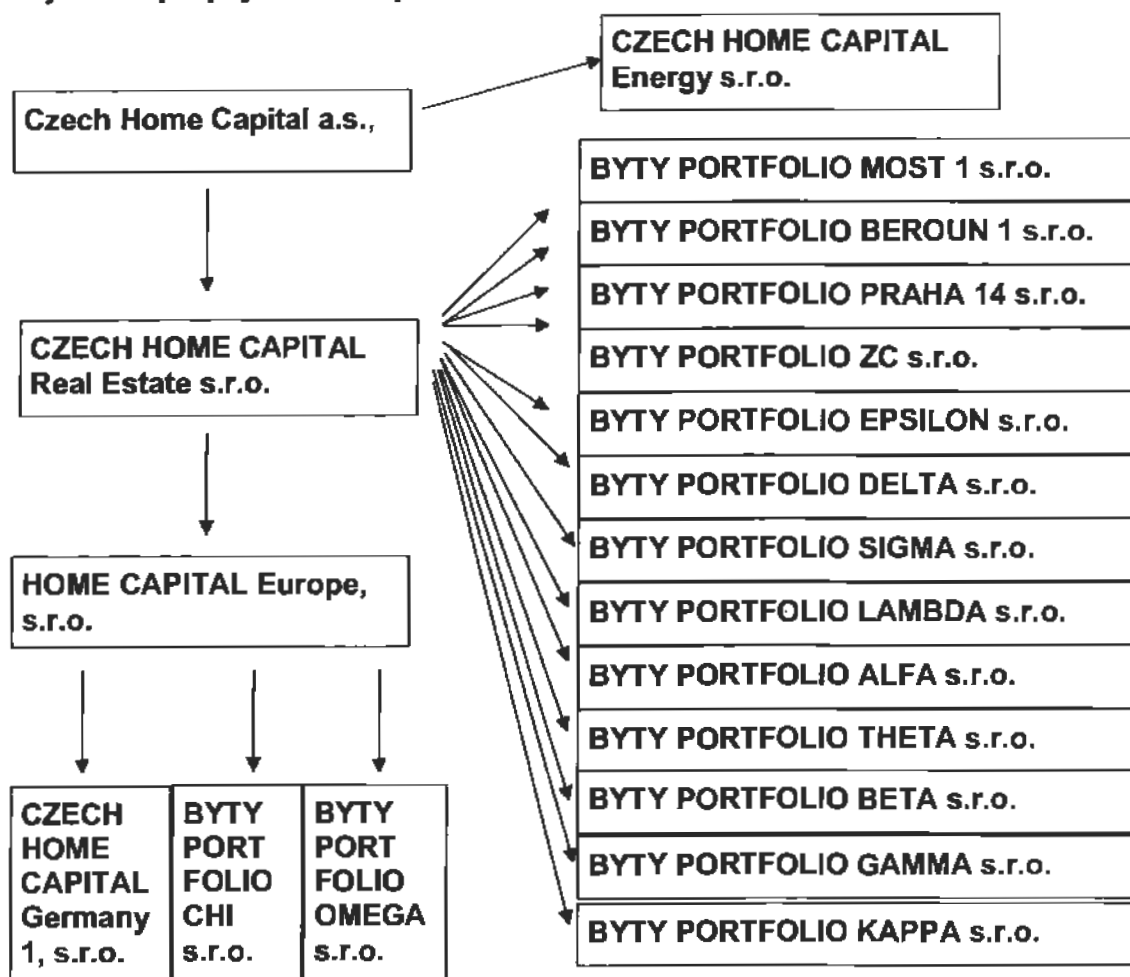 CZECH HOME CAPITAL
Energy s.r.o.
Czech Home Capital a.s.,
BYTY PORTFOLIO MOST 1 s.r.o.
BYTY PORTFOLIO BEROUN 1 s.r.o.
BYTY PORTFOLIO PRAHA 14 s.r.o.
CZECH HOME CAPITAL
Real Estate s.r.o.
BYTY PORTFOLIO ZC s.r.o.
BYTY PORTFOLIO EPSILON s.r.o.
BYTY PORTFOLIO DELTA s.r.o.
BYTY PORTFOLIO SIGMA s.r.o.
HOME CAPITAL Europe,
s.r.o.
BYTY PORTFOLIO LAMBDA s.r.o.
BYTY PORTFOLIO ALFA s.r.o.
BYTY PORTFOLIO THETA s.r.o.
BYTY PORTFOLIO BETA s.r.o.
BYTY PORTFOLIO GAMMA s.r.o.
BYTY PORTFOLIO KAPPA s.r.o.
CZECH
HOME
CAPITAL
Germany
1, s.r.o.
BYTY
PORT
FOLIO
CHI
s.r.o.
BYTY
PORT
FOLIO
OMEGA
s.r.o.